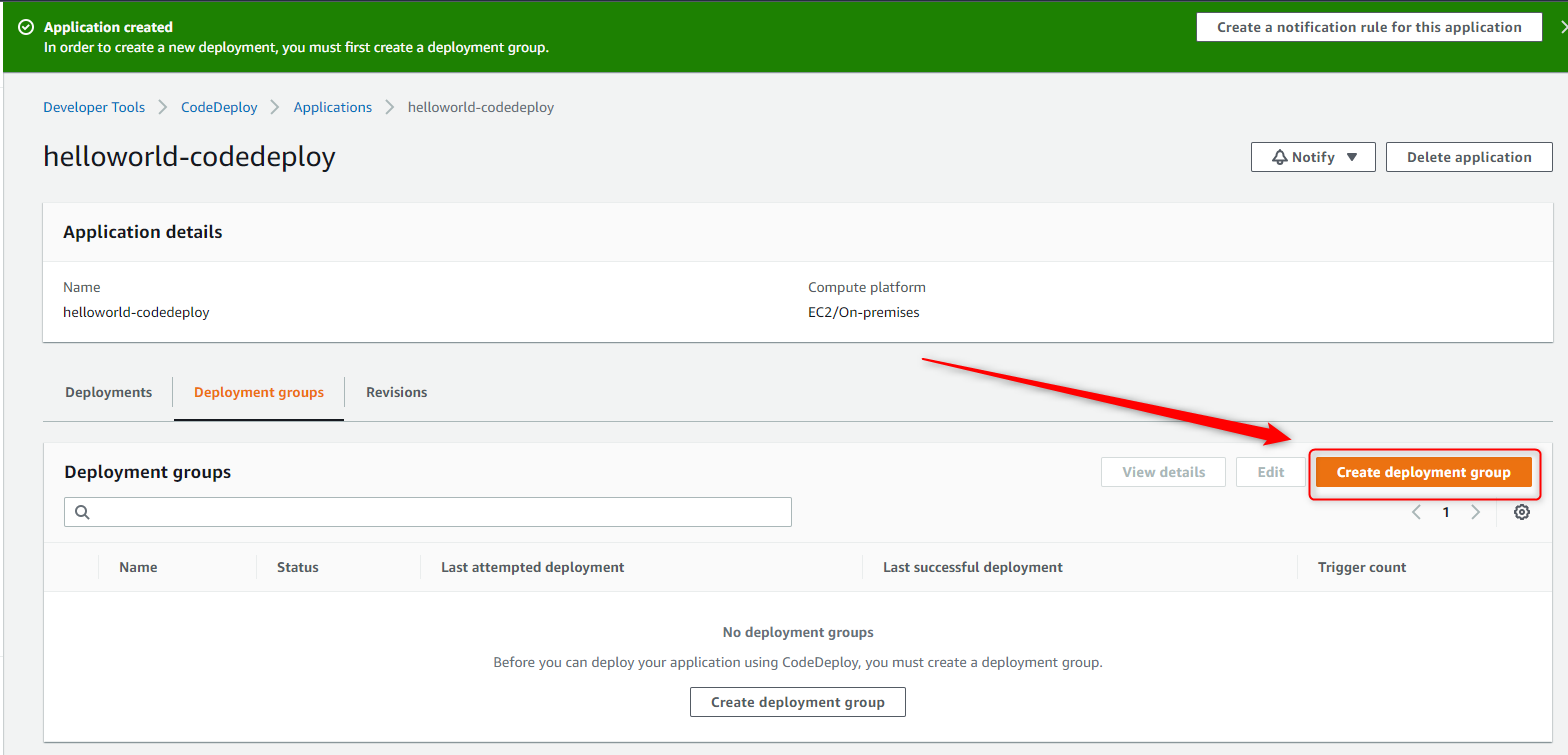 Application created
In order to create a new deployment, you must first create a deployment group.
Create a notification rule for this application
Developer Tools
CodeDeploy
Applications
helloworld-codedeploy
helloworld-codedeploy
Notify
Delete application
Application details
Name
helloworld-codedeploy
Compute platform
EC2/On-premises
Deployments
Deployment groups
Revisions
Deployment groups
View details
Edit
Create deployment group
1
Name
Status
Last attempted deployment
Last successful deployment
Trigger count
No deployment groups
Before you can deploy your application using CodeDeploy, you must create a deployment group.
Create deployment group